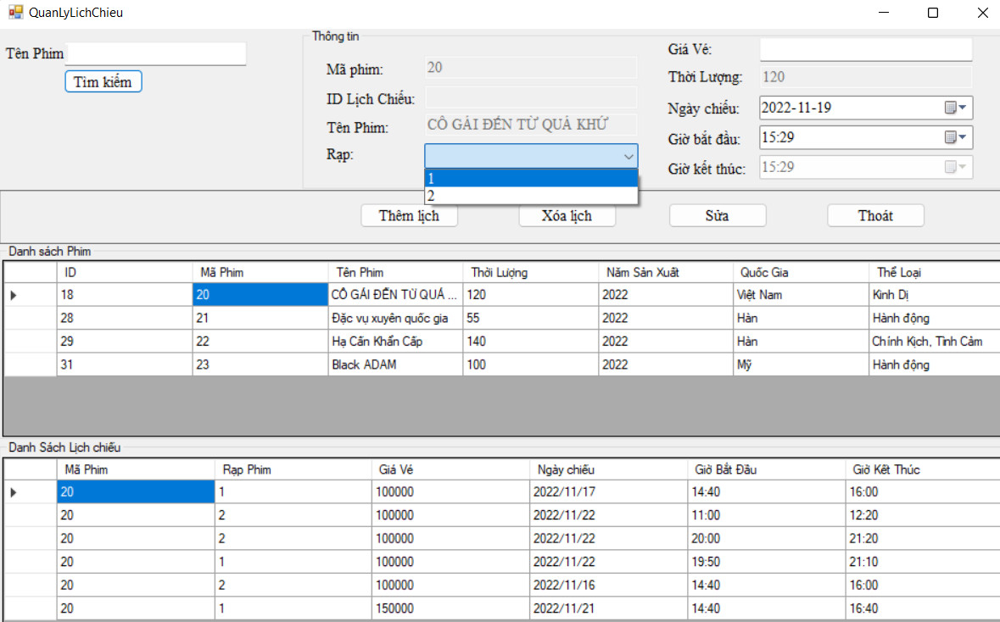 QuanLyLichChieu
Tên Phim
Tìm kiếm
Thông tin
Mã phim: 20
ID Lịch Chiếu:
Tên Phim: CÔ GÁI ĐẾN TỪ QUÁ KHỨ
Rạp:
1
2
Giá Vé:
Thời Lượng: 120
Ngày chiếu: 2022-11-19
Giờ bắt đầu: 15:29
Giờ kết thúc: 15:29
Thêm lịch Xóa lịch Sửa Thoát
Danh sách Phim
ID Mã Phim Tên Phim Thời Lượng Năm Sản Xuất Quốc Gia Thể Loại
18 20 CÔ GÁI ĐẾN TỪ QUÁ ... 120 2022 Việt Nam Kinh Dị
28 21 Đặc vụ xuyên quốc gia 55 2022 Hàn Hành động
29 22 Hạ Cấn Khẩn Cấp 140 2022 Hàn Chính Kịch, Tình Cảm
31 23 Black ADAM 100 2022 Mỹ Hành động
Danh Sách Lịch chiếu
Mã Phim Rạp Phim Giá Vé Ngày chiếu Giờ Bắt Đầu Giờ Kết Thúc
20 1 100000 2022/11/17 14:40 16:00
20 2 100000 2022/11/22 11:00 12:20
20 2 100000 2022/11/22 20:00 21:20
20 1 100000 2022/11/22 19:50 21:10
20 2 100000 2022/11/16 14:40 16:00
20 1 150000 2022/11/21 14:40 16:40